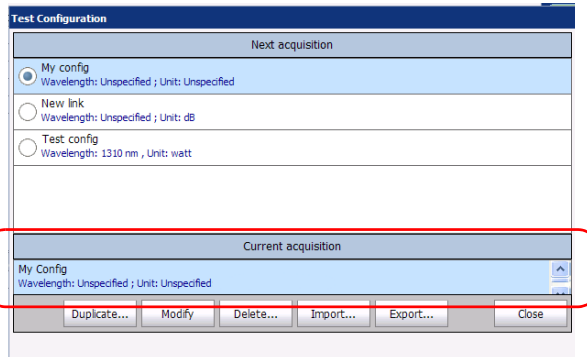 Test Configuration
Next acquisition
My config
Wavelength: Unspecified ; Unit: Unspecified
New link
Wavelength: Unspecified ; Unit: dB
Test config
Wavelength: 1310 nm , Unit: watt
Current acquisition
My Config
Wavelength: Unspecified ; Unit: Unspecified
Duplicate... Modify Delete... Import... Export... Close